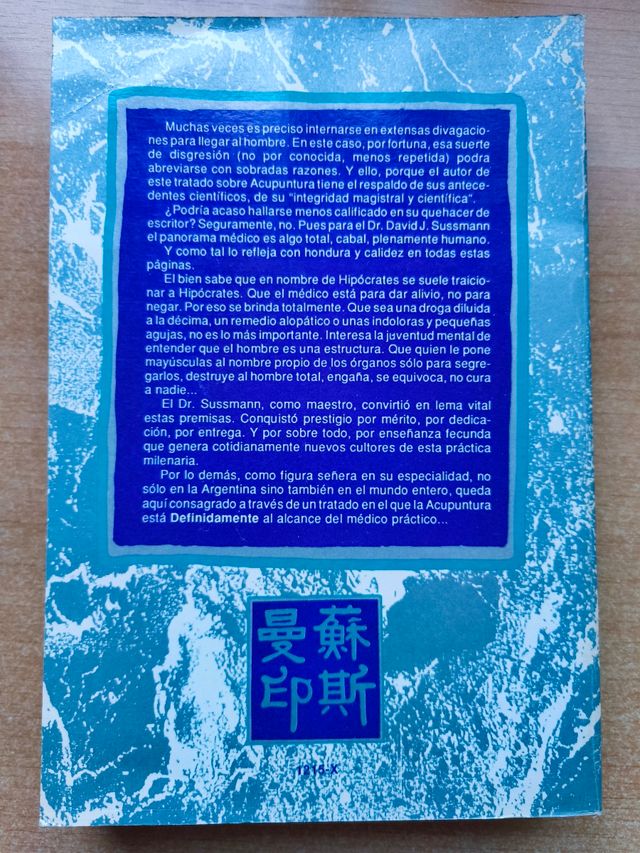 Muchas veces es preciso internarse en extensas divagacio-
nes para llegar al hombre. En este caso, por fortuna, esa suerte
de disgresión (no por conocida, menos repetida) podra
abreviarse con sobradas razones. Y ello, porque el autor de
este tratado sobre Acupuntura tiene el respaldo de sus antece-
dentes científicos, de su "integridad magistral y científica".
¿Podría acaso hallarse menos calificado en su quehacer de
escritor? Seguramente, no. Pues para el Dr. David J. Sussmann
el panorama médico es algo total, cabal, plenamente humano.
Y como tal lo refleja con hondura y calidez en todas estas
páginas.
El bien sabe que en nombre de Hipócrates se suele traicio-
nar a Hipócrates. Que el médico está para dar alivio, no para
negar. Por eso se brinda totalmente. Que sea una droga diluida
a la décima, un remedio alopático o unas indoloras y pequeñas
agujas, no es lo más importante. Interesa la juventud mental de
entender que el hombre es una estructura. Que quien le pone
mayúsculas al nombre propio de los órganos sólo para segre-
garlos, destruye al hombre total, engaña, se equivoca, no cura
a nadie...
El Dr. Sussmann, como maestro, convirtió en lema vital
estas premisas. Conquistó prestigio por mérito, por dedica-
ción, por entrega. Y por sobre todo, por enseñanza fecunda
que genera cotidianamente nuevos cultores de esta práctica
milenaria.
Por lo demás, como figura señera en su especialidad, no
sólo en la Argentina sino también en el mundo entero, queda
aquí consagrado a través de un tratado en el que la Acupuntura
está Definidamente al alcance del médico práctico...
蘇斯
曼印
1215-X